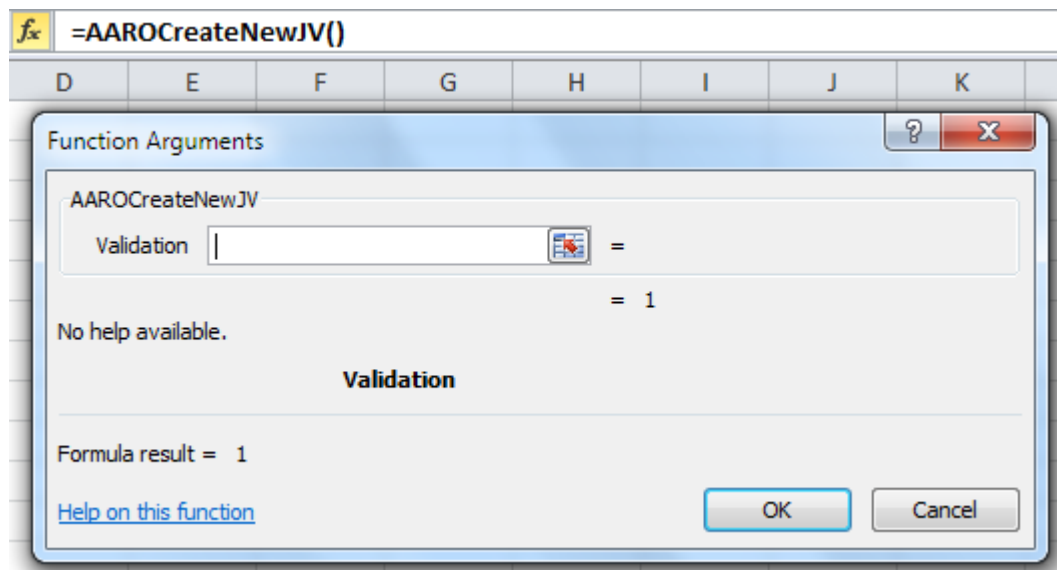 fx =AAROCreateNewJV()
D E F G H I J K
Function Arguments ? X
AAROCreateNewJV
Validation =
= 1
No help available.
Validation
Formula result = 1
Help on this function OK Cancel